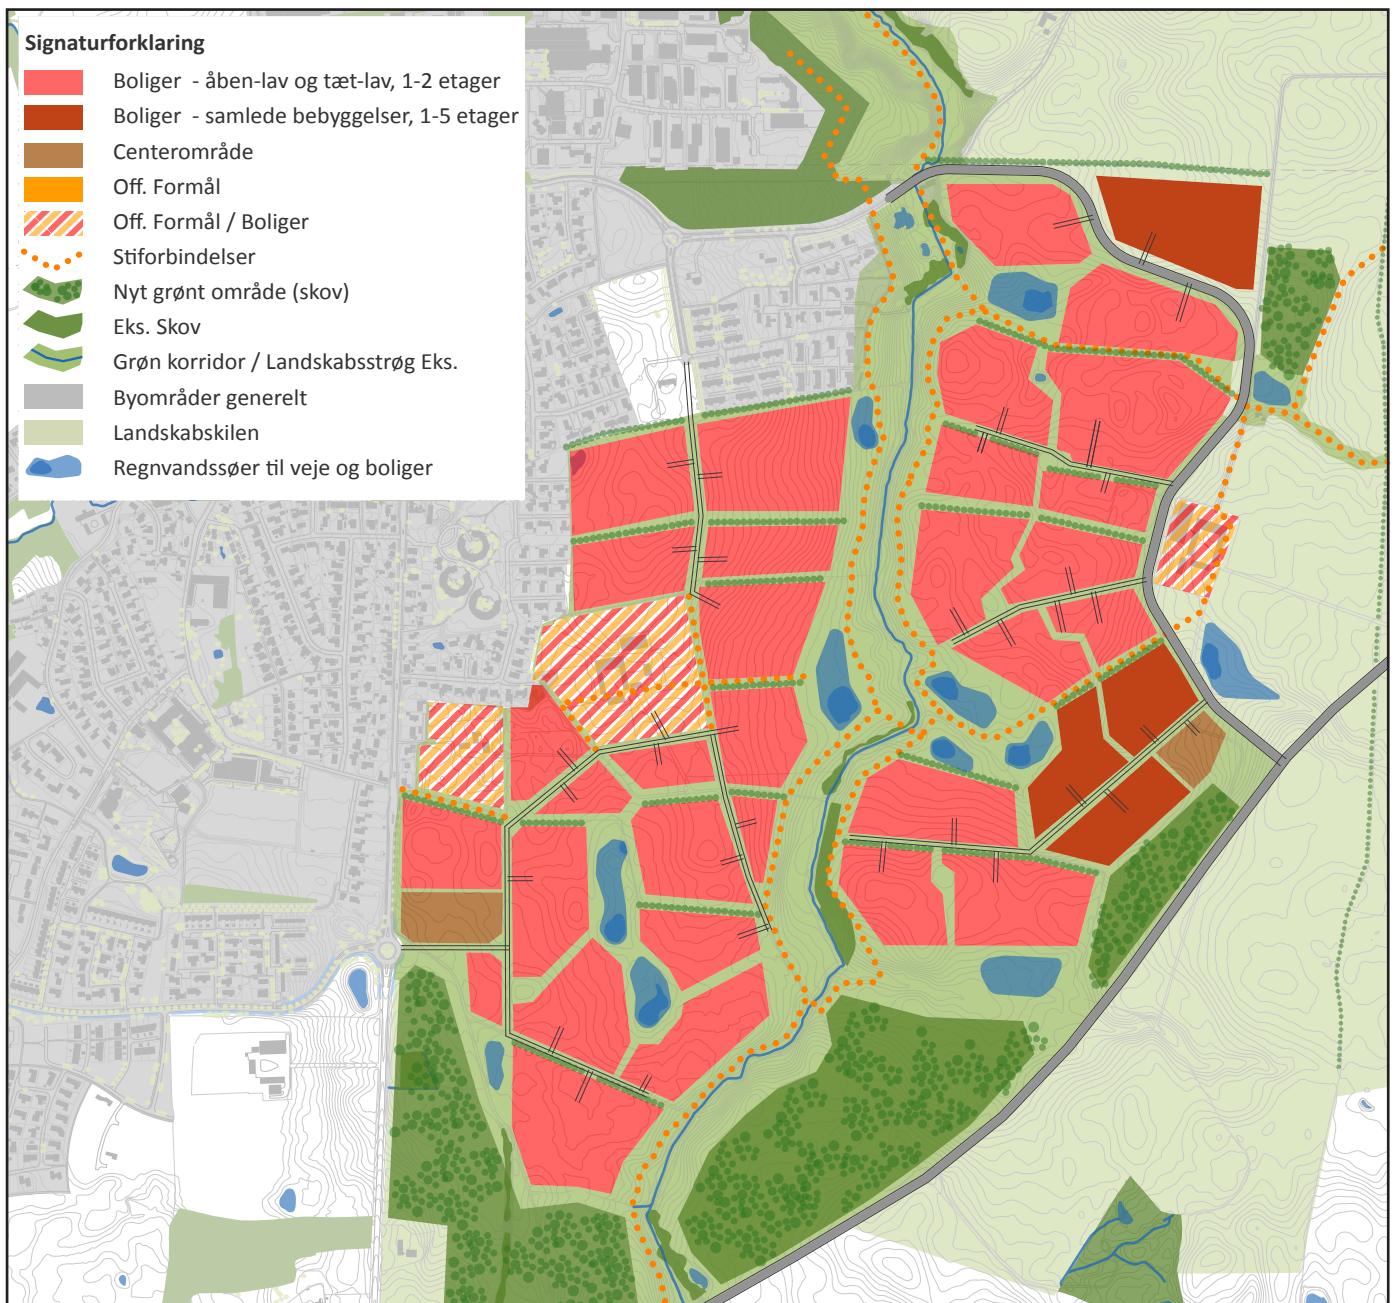 Signaturforklaring
Boliger - åben-lav og tæt-lav, 1-2 etager
Boliger - samlede bebyggelser, 1-5 etager
Centerområde
Off. Formål
Off. Formål / Boliger
Stiforbindelser
Nyt grønt område (skov)
Eks. Skov
Grøn korridor / Landskabsstrøg Eks.
Byområder generelt
Landskabskilen
Regnvandssøer til veje og boliger